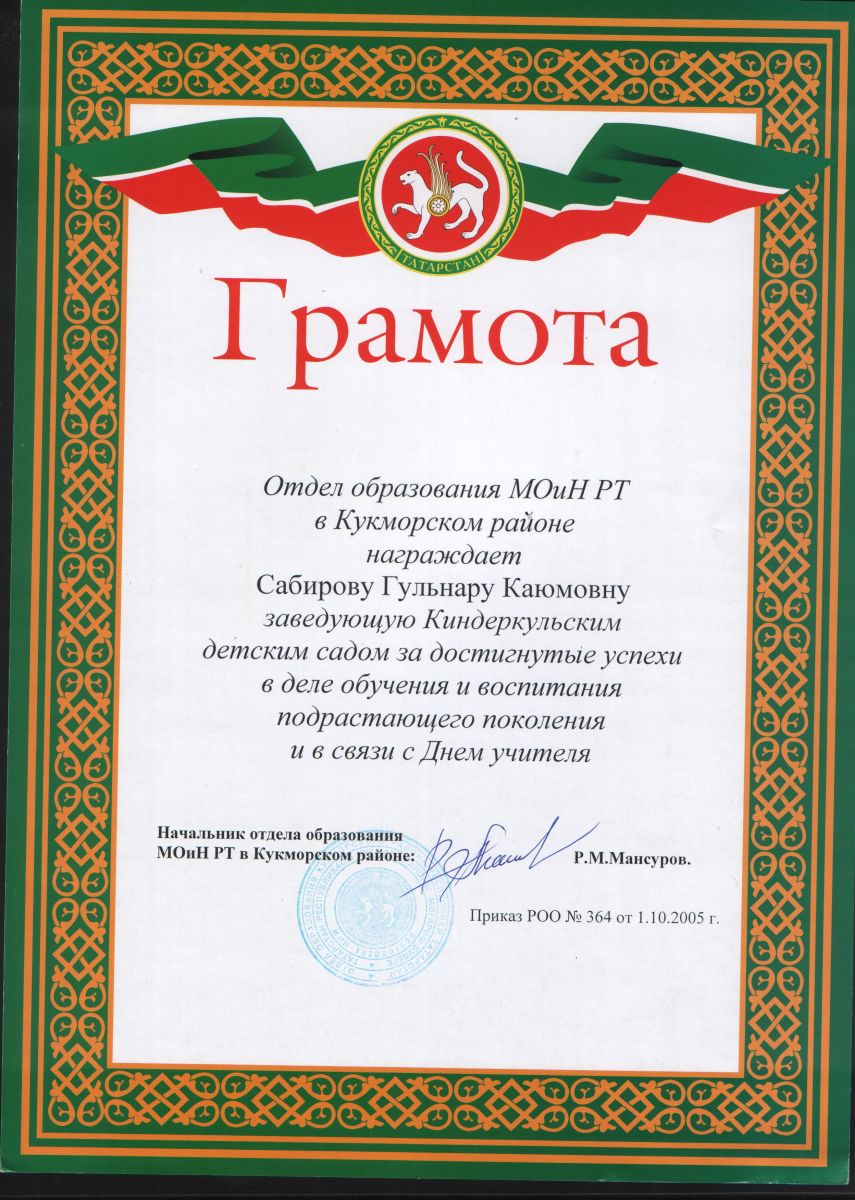 ТАТАРСТАН
Грамота
Отдел образования МОиН РТ
в Кукморском районе
награждает
Сабирову Гульнару Каюмовну
заведующую Киндеркульским
детским садом за достигнутые успехи
в деле обучения и воспитания
подрастающего поколения
и в связи с Днем учителя
Начальник отдела образования
МОиН РТ в Кукморском районе:
Р.М.Мансуров.
Приказ РОО № 364 от 1.10.2005 г.